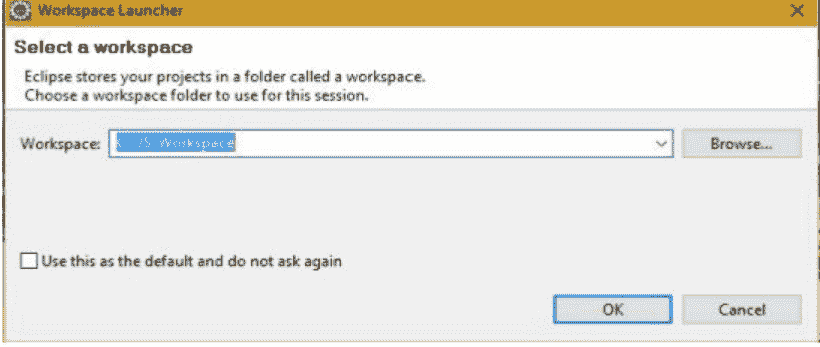 Workspace Launcher
Select a workspace
Eclipse stores your projects in a folder called a workspace.
Choose a workspace folder to use for this session.
Workspace: Workspace
Browse...
Use this as the default and do not ask again
OK
Cancel